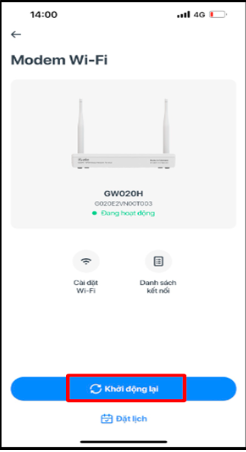 14:00
4G
Modem Wi-Fi
GW020H
Đang hoạt động
Cài đặt
Wi-Fi
Danh sách
kết nối
Khởi động lại
Đặt lịch